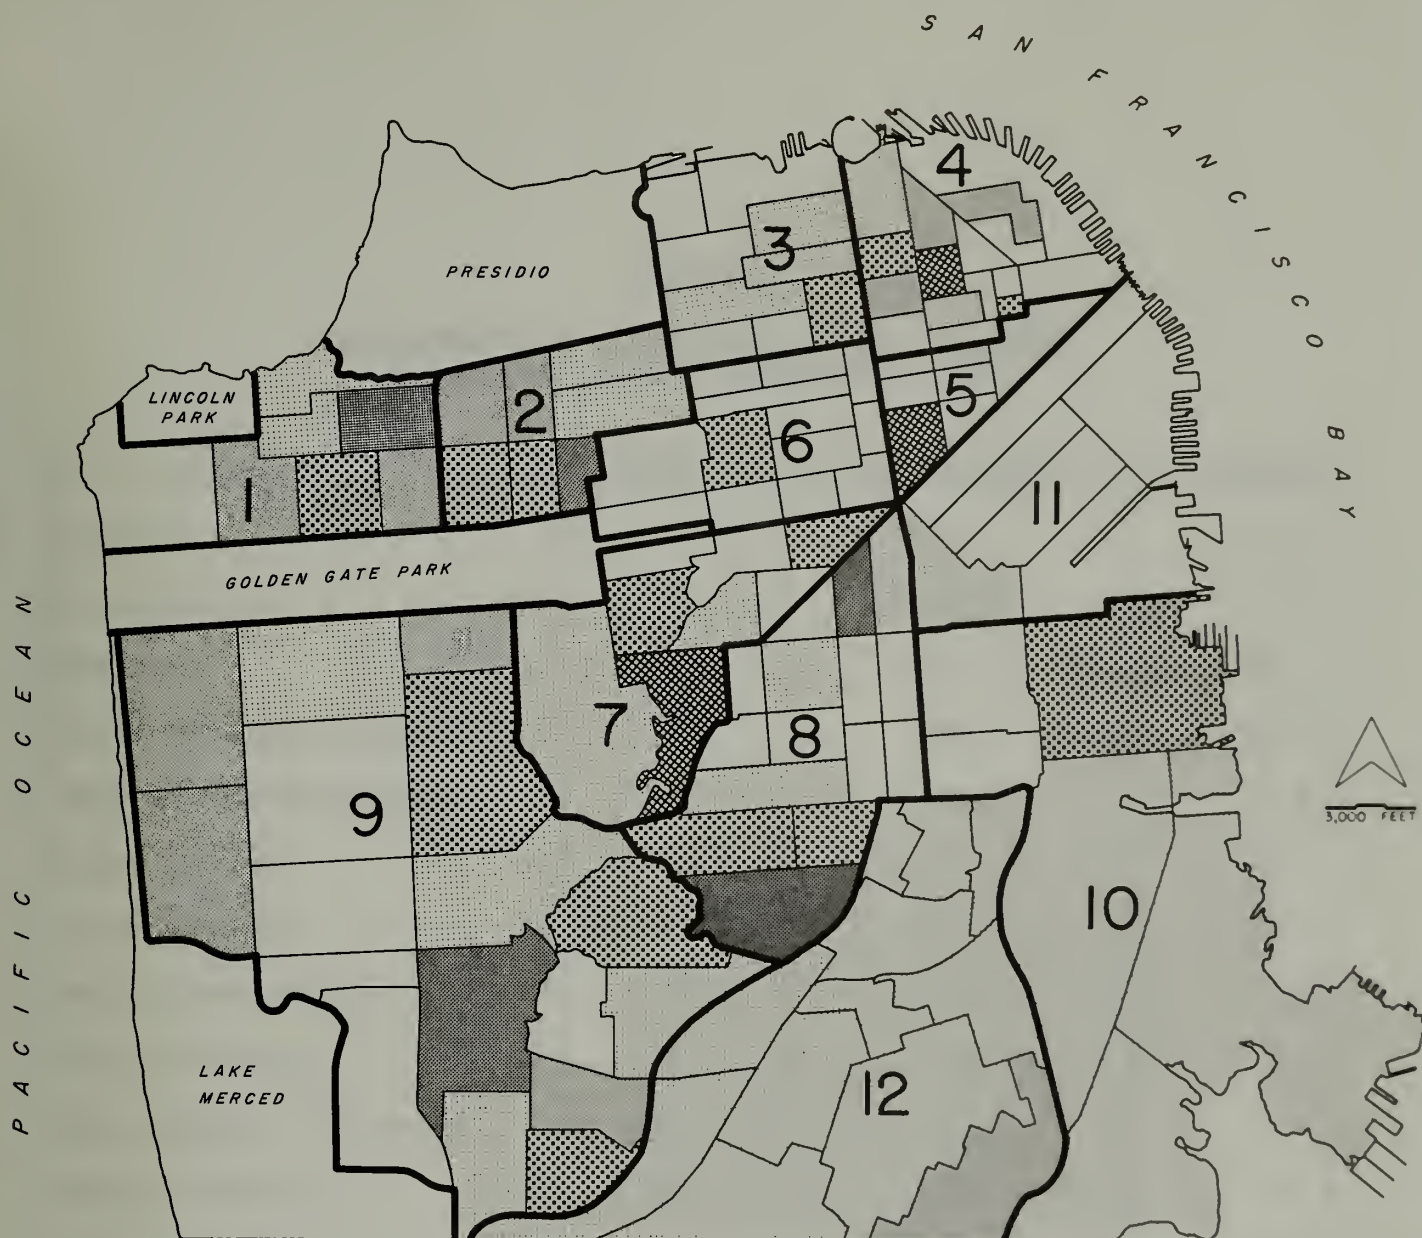 SAN FRANCISCO BAY
4
3
PRESIDIO
LINCOLN
PARK
2
5
6
1
11
GOLDEN GATE PARK
PACIFIC OCEAN
7
8
9
3,000 FEET
10
LAKE
MERCED
12